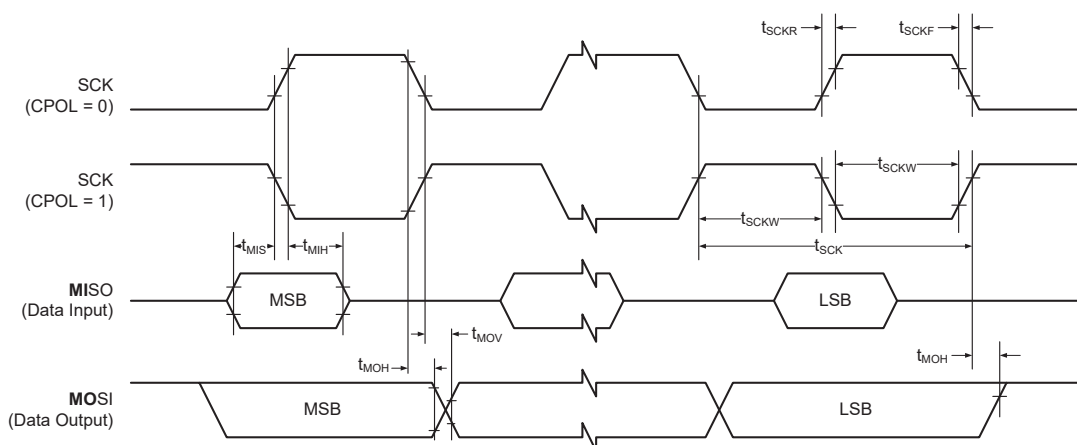 tSCKR
tSCKF
SCK
(CPOL = 0)
SCK
(CPOL = 1)
tSCKW
tSCKW
tSCK
tMIS
tMIH
MISO
(Data Input)
MSB
LSB
tMOV
tMOH
tMOH
MOSI
(Data Output)
MSB
LSB